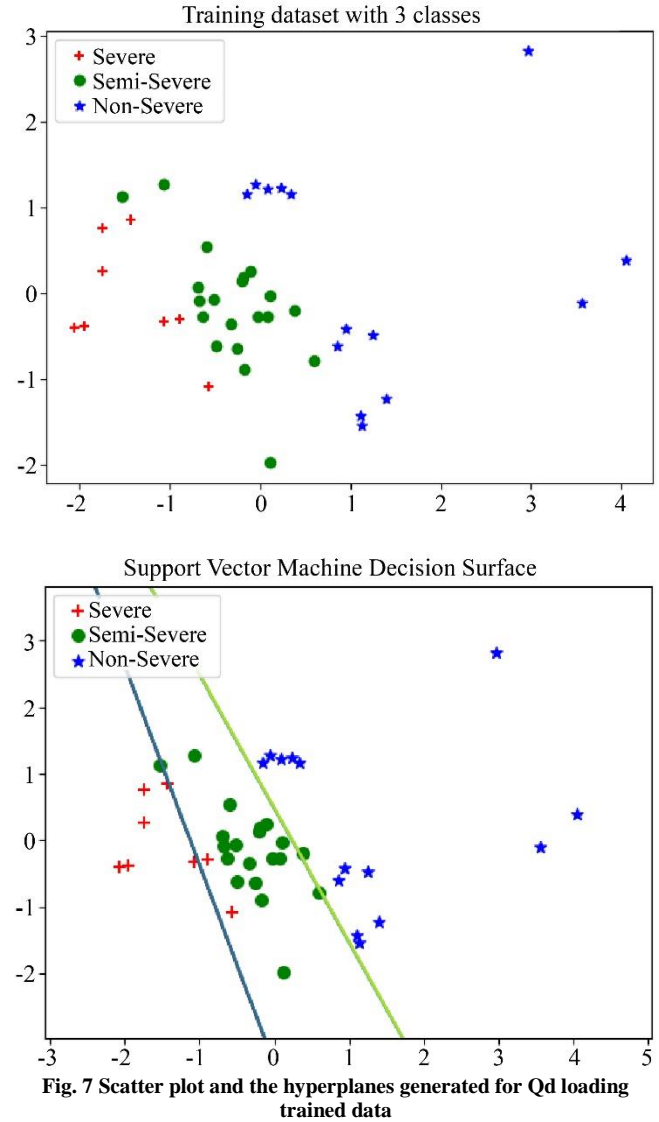 Training dataset with 3 classes
3
Severe
Semi-Severe
Non-Severe
2
1
0
-1
-2
-2 -1 0 1 2 3 4
Support Vector Machine Decision Surface
Severe
Semi-Severe
Non-Severe
3
2
1
0
-1
-2
-3 -2 -1 0 1 2 3 4 5
Fig. 7 Scatter plot and the hyperplanes generated for Qd loading
trained data